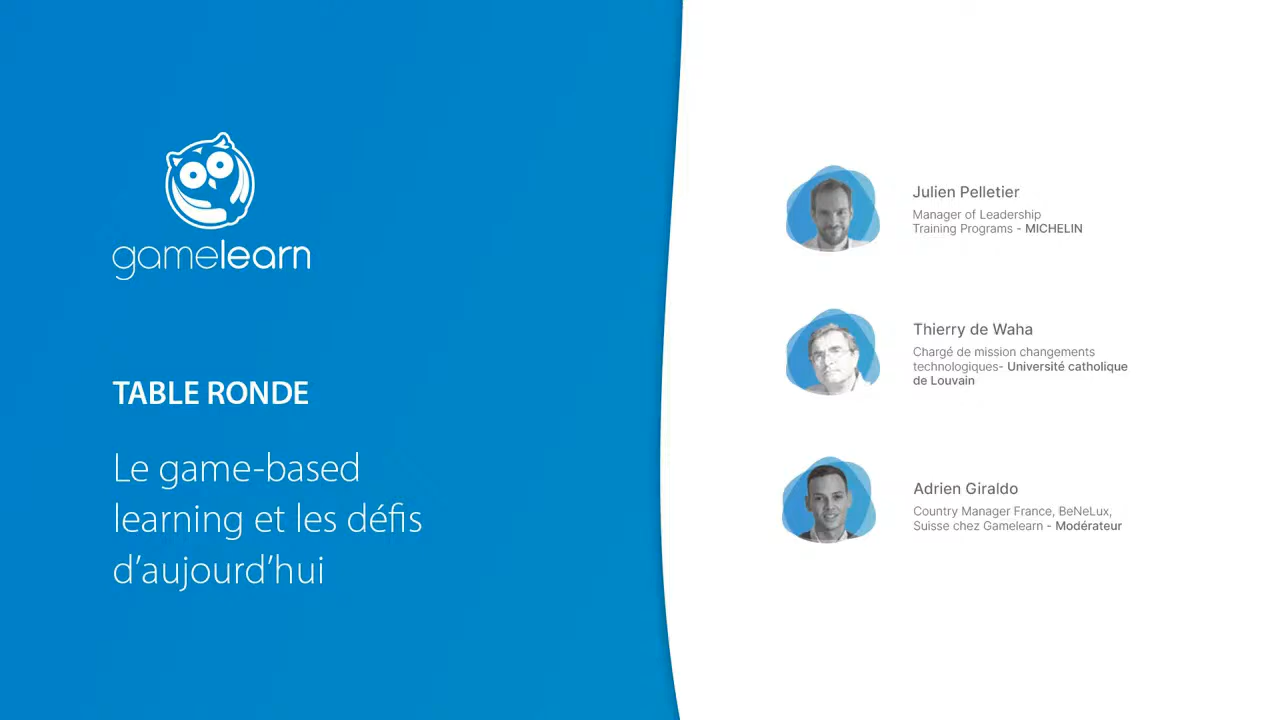 gamelearn
TABLE RONDE
Le game-based
learning et les défis
d’aujourd’hui
Julien Pelletier
Manager of Leadership
Training Programs - MICHELIN
Thierry de Waha
Chargé de mission changements
technologiques- Université catholique
de Louvain
Adrien Giraldo
Country Manager France, BeNeLux,
Suisse chez Gamelearn - Modérateur